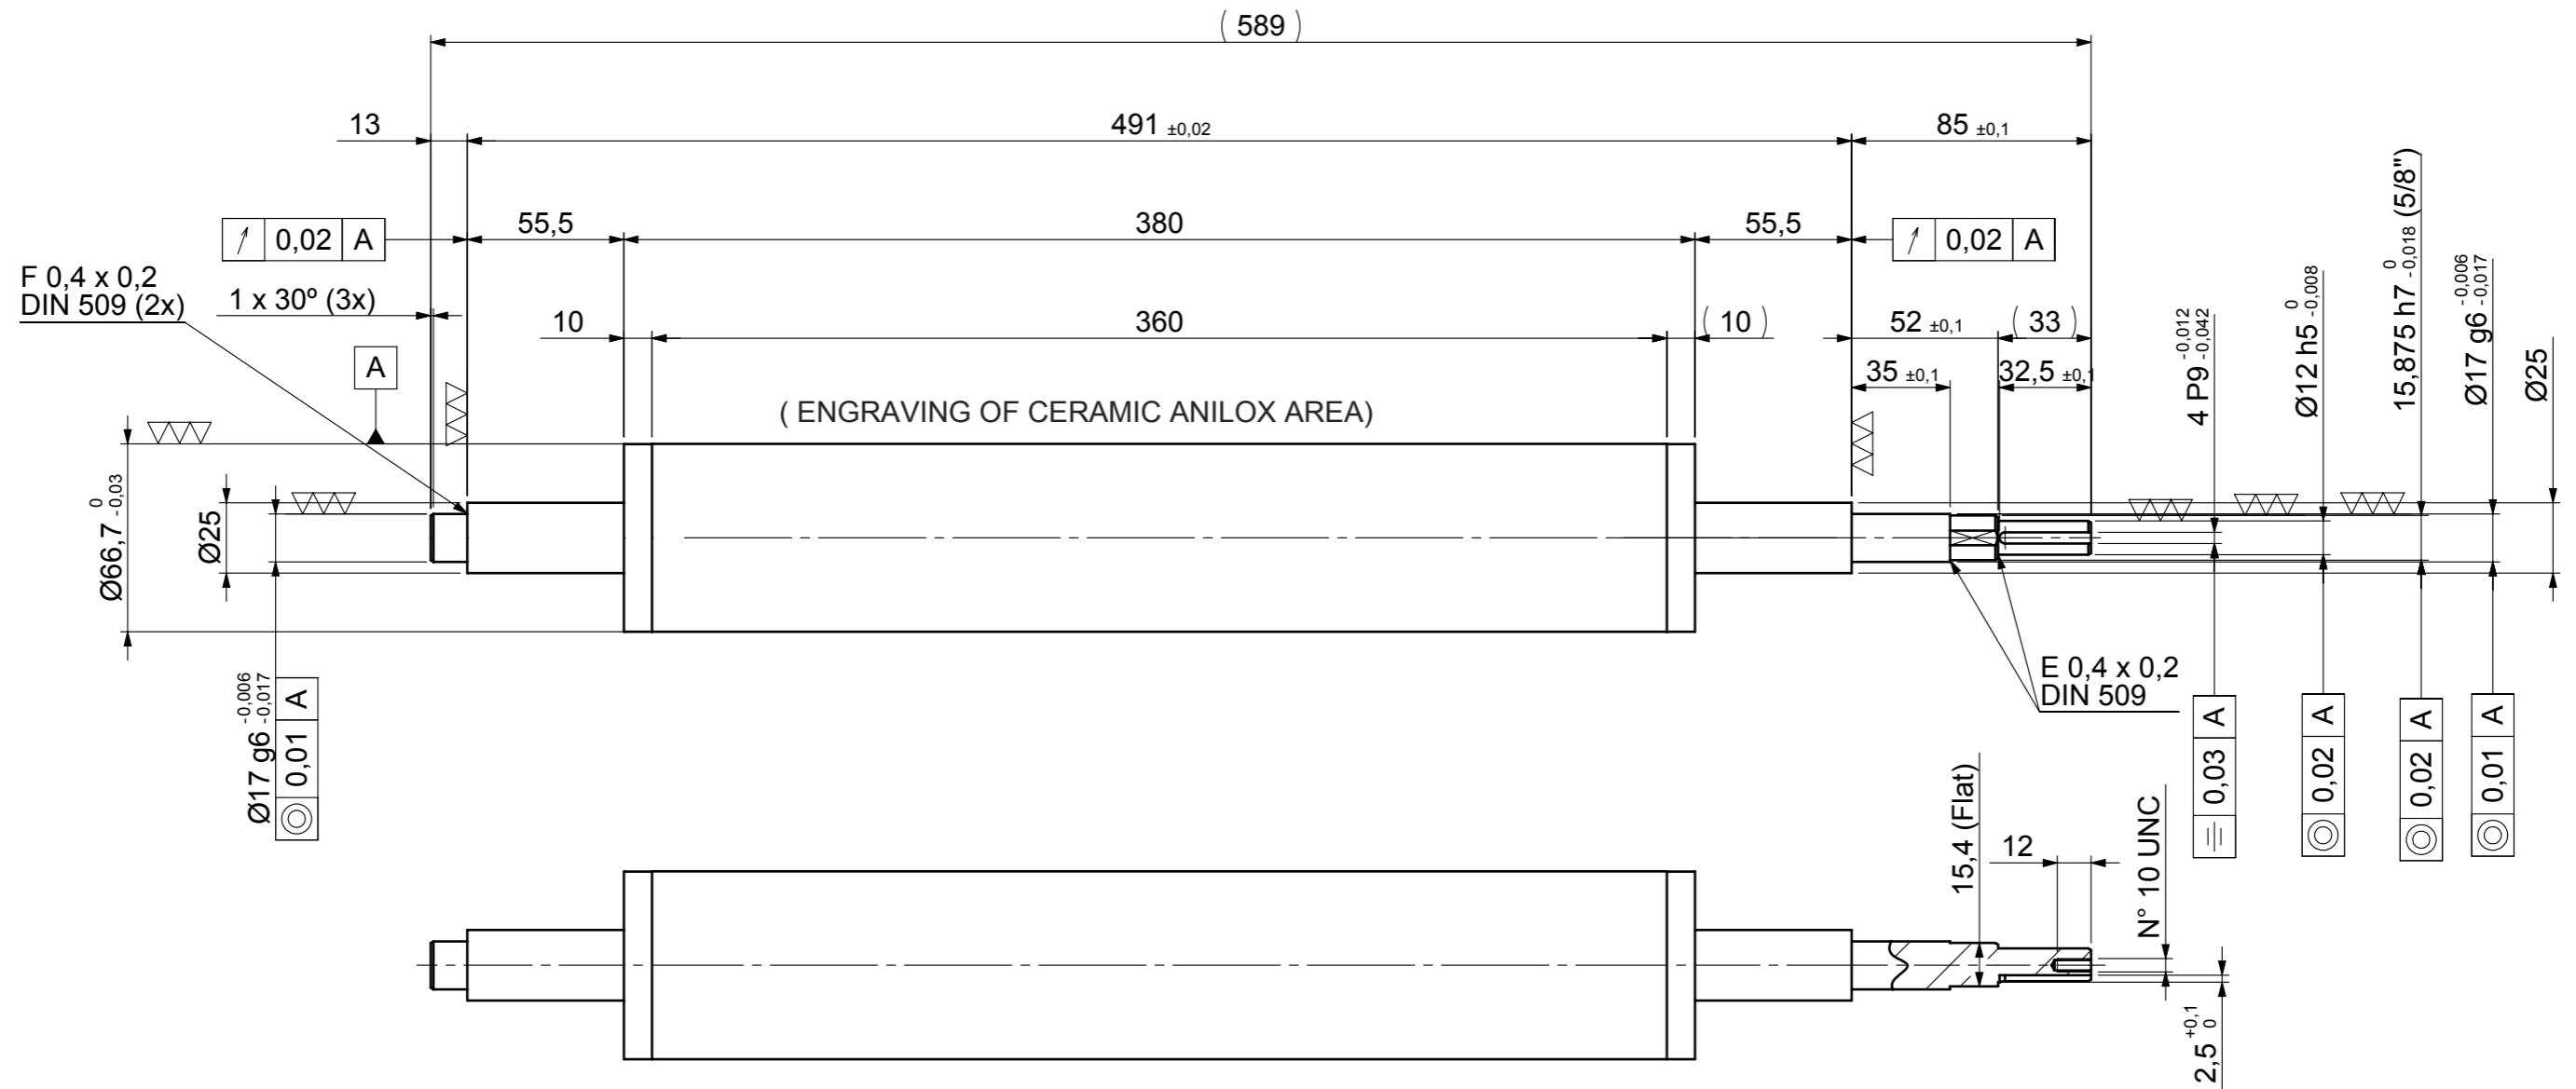 ( 589 )
13
491 ±0,02
85 ±0,1
0,02 A
55,5
380
55,5
0,02 A
F 0,4 x 0,2
DIN 509 (2x)
1 x 30º (3x)
10
360
( 10 )
52 ±0,1
( 33 )
A
35 ±0,1
32,5 ±0,1
( ENGRAVING OF CERAMIC ANILOX AREA)
4 P9 -0,012 -0,042
Ø12 h5 0 -0,008
15,875 h7 0 -0,018 (5/8")
Ø17 g6 -0,006 -0,017
Ø25
Ø66,7 0 -0,03
Ø25
Ø17 g6 -0,006 -0,017
0,01 A
E 0,4 x 0,2
DIN 509
0,03 A
0,02 A
0,02 A
0,01 A
15,4 (Flat)
12
N° 10 UNC
2,5 +0,1 0